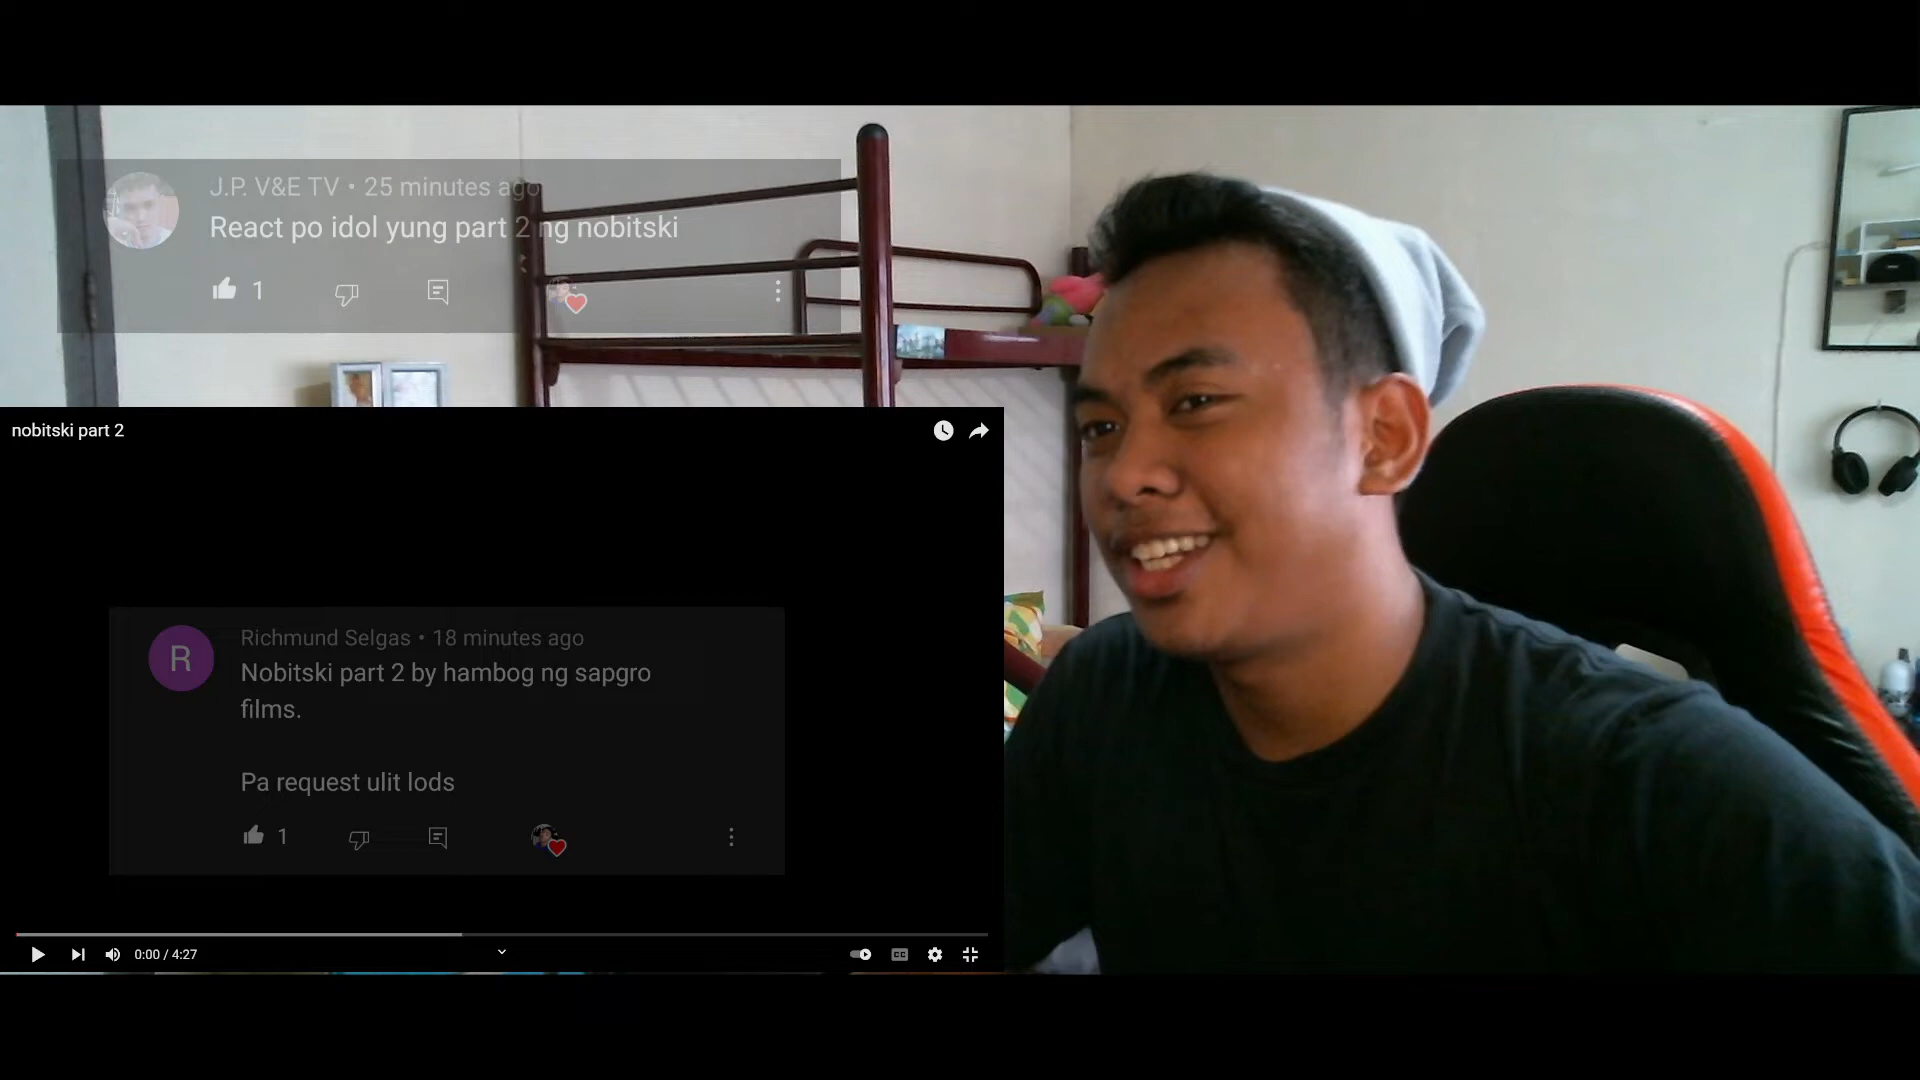 J.P. V&E TV • 25 minutes ago
React po idol yung part 2 ng nobitski
1
nobitski part 2
R
Richmund Selgas • 18 minutes ago
Nobitski part 2 by hambog ng sapgro
films.
Pa request ulit lods
1
0:00 / 4:27
CC